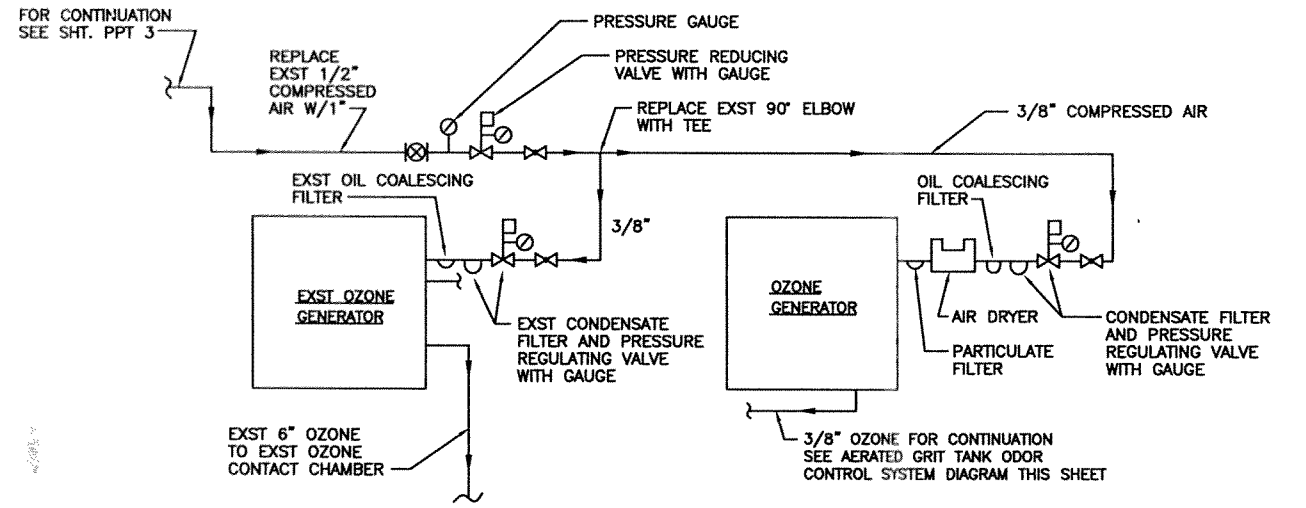 FOR CONTINUATION
SEE SHT. PPT 3
REPLACE
EXST 1/2"
COMPRESSED
AIR W/1"
PRESSURE GAUGE
PRESSURE REDUCING
VALVE WITH GAUGE
REPLACE EXST 90° ELBOW
WITH TEE
3/8" COMPRESSED AIR
EXST OIL COALESCING
FILTER
3/8"
OIL COALESCING
FILTER
EXST OZONE
GENERATOR
EXST CONDENSATE
FILTER AND PRESSURE
REGULATING VALVE
WITH GAUGE
OZONE
GENERATOR
AIR DRYER
PARTICULATE
FILTER
CONDENSATE FILTER
AND PRESSURE
REGULATING VALVE
WITH GAUGE
EXST 6" OZONE
TO EXST OZONE
CONTACT CHAMBER
3/8" OZONE FOR CONTINUATION
SEE AERATED GRIT TANK ODOR
CONTROL SYSTEM DIAGRAM THIS SHEET